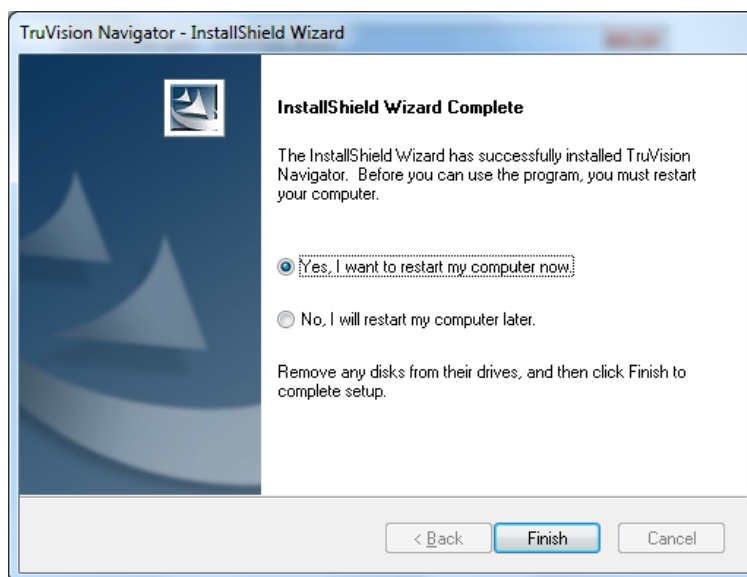 TruVision Navigator - InstallShield Wizard
InstallShield Wizard Complete
The InstallShield Wizard has successfully installed TruVision
Navigator. Before you can use the program, you must restart
your computer.
Yes, I want to restart my computer now.
No, I will restart my computer later.
Remove any disks from their drives, and then click Finish to
complete setup.
< Back
Finish
Cancel